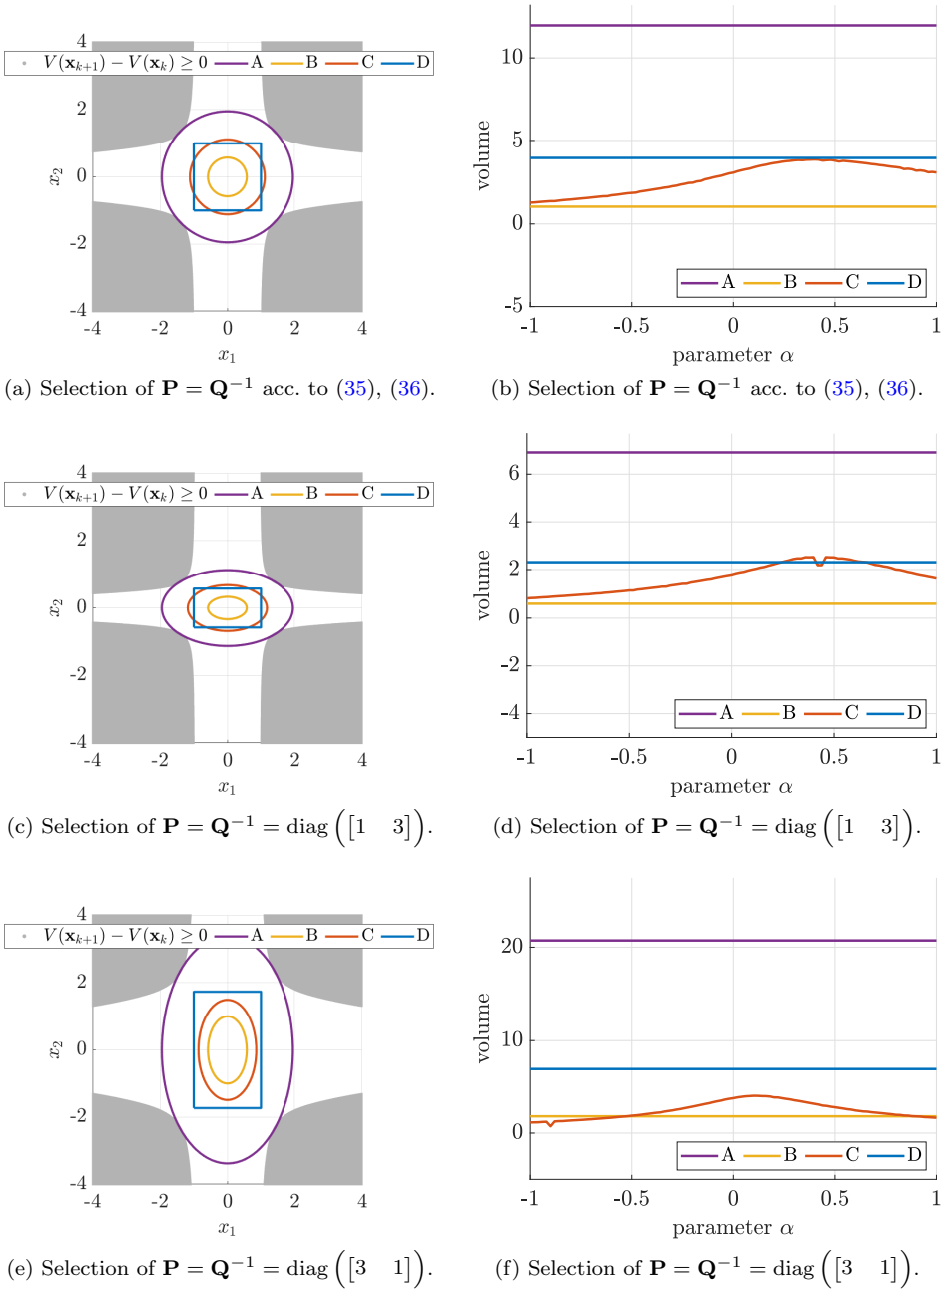 4
V(x_{k+1}) − V(x_k) ≥ 0 A B C D
2
0
-2
-4
x_2
-4 -2 0 2 4
x_1
(a) Selection of P = Q^{−1} acc. to (35), (36).
10
5
0
-5
volume
A B C D
-1 -0.5 0 0.5 1
parameter α
(b) Selection of P = Q^{−1} acc. to (35), (36).
4
V(x_{k+1}) − V(x_k) ≥ 0 A B C D
2
0
-2
-4
x_2
-4 -2 0 2 4
x_1
(c) Selection of P = Q^{−1} = diag ([1 3]).
6
4
2
0
-2
-4
volume
A B C D
-1 -0.5 0 0.5 1
parameter α
(d) Selection of P = Q^{−1} = diag ([1 3]).
4
V(x_{k+1}) − V(x_k) ≥ 0 A B C D
2
0
-2
-4
x_2
-4 -2 0 2 4
x_1
(e) Selection of P = Q^{−1} = diag ([3 1]).
20
10
0
volume
A B C D
-1 -0.5 0 0.5 1
parameter α
(f) Selection of P = Q^{−1} = diag ([3 1]).